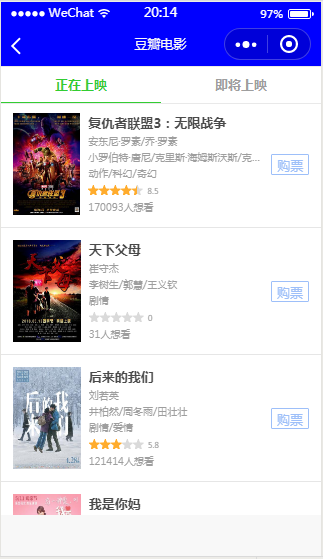 WeChat
20:14
97%
豆瓣电影
正在上映
即将上映
复仇者联盟3：无限战争
安东尼·罗素/乔·罗素
小罗伯特·唐尼/克里斯·海姆斯沃斯/克...
动作/科幻/奇幻
8.5
170093人想看
购票
天下父母
崔守杰
李树生/郭慧/王义钦
剧情
0
31人想看
购票
后来的我们
刘若英
井柏然/周冬雨/田壮壮
剧情/爱情
5.8
121414人想看
购票
后来的我
4.28
我是你妈